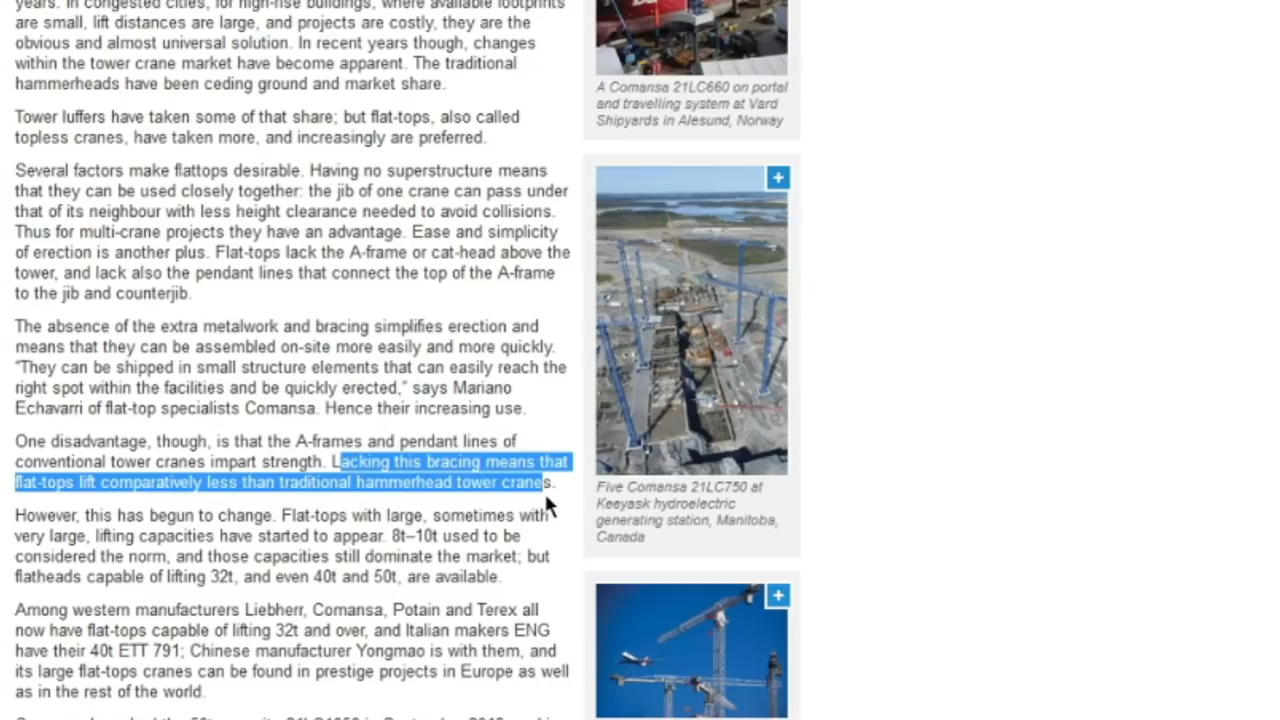 years. In congested cities, for high-rise buildings, where available footprints
are small, lift distances are large, and projects are costly, they are the
obvious and almost universal solution. In recent years though, changes
within the tower crane market have become apparent. The traditional
hammerheads have been ceding ground and market share.
Tower luffers have taken some of that share; but flat-tops, also called
topless cranes, have taken more, and increasingly are preferred.
Several factors make flattops desirable. Having no superstructure means
that they can be used closely together: the jib of one crane can pass under
that of its neighbour with less height clearance needed to avoid collisions.
Thus for multi-crane projects they have an advantage. Ease and simplicity
of erection is another plus. Flat-tops lack the A-frame or cat-head above the
tower, and lack also the pendant lines that connect the top of the A-frame
to the jib and counterjib.
The absence of the extra metalwork and bracing simplifies erection and
means that they can be assembled on-site more easily and more quickly.
"They can be shipped in small structure elements that can easily reach the
right spot within the facilities and be quickly erected," says Mariano
Echavarri of flat-top specialists Comansa. Hence their increasing use.
One disadvantage, though, is that the A-frames and pendant lines of
conventional tower cranes impart strength. Lacking this bracing means that
flat-tops lift comparatively less than traditional hammerhead tower cranes.
However, this has begun to change. Flat-tops with large, sometimes with
very large, lifting capacities have started to appear. 8t–10t used to be
considered the norm, and those capacities still dominate the market; but
flatheads capable of lifting 32t, and even 40t and 50t, are available.
Among western manufacturers Liebherr, Comansa, Potain and Terex all
now have flat-tops capable of lifting 32t and over, and Italian makers ENG
have their 40t ETT 791; Chinese manufacturer Yongmao is with them, and
its large flat-tops cranes can be found in prestige projects in Europe as well
as in the rest of the world.
A Comansa 21LC660 on portal
and travelling system at Vard
Shipyards in Alesund, Norway
Five Comansa 21LC750 at
Keeyask hydroelectric
generating station, Manitoba,
Canada